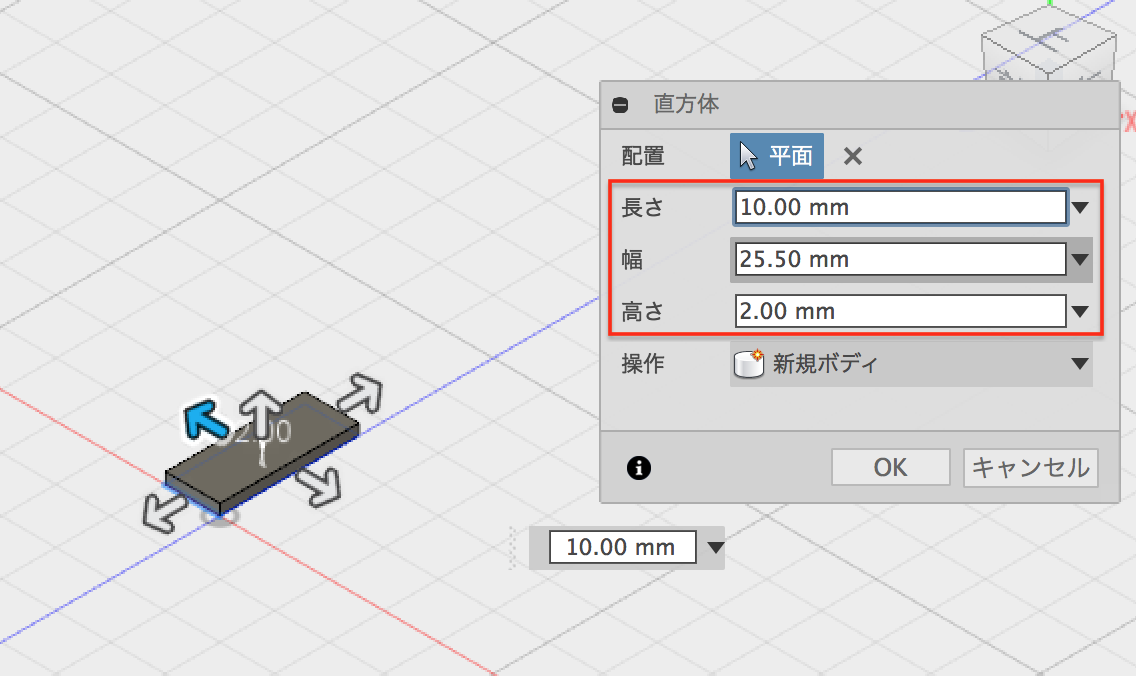 直方体
配置 平面
長さ 10.00 mm
幅 25.50 mm
高さ 2.00 mm
操作 新規ボディ
OK キャンセル
2.00
10.00 mm
X